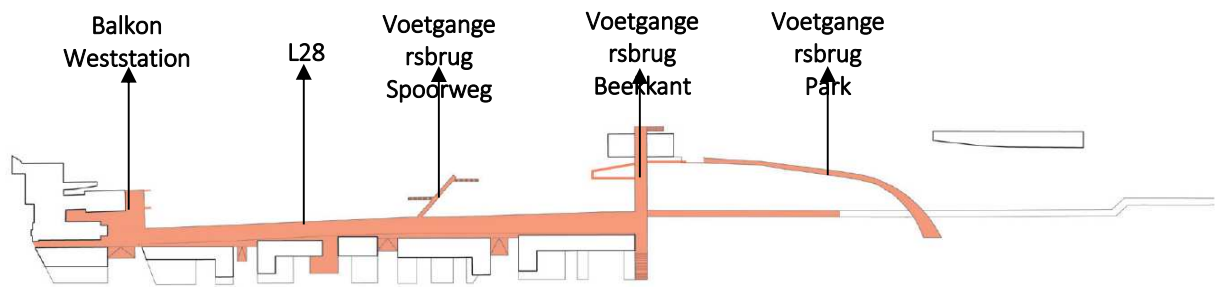 Balkon
Weststation
L28
Voetgange
rsbrug
Spoorweg
Voetgange
rsbrug
Beekkant
Voetgange
rsbrug
Park